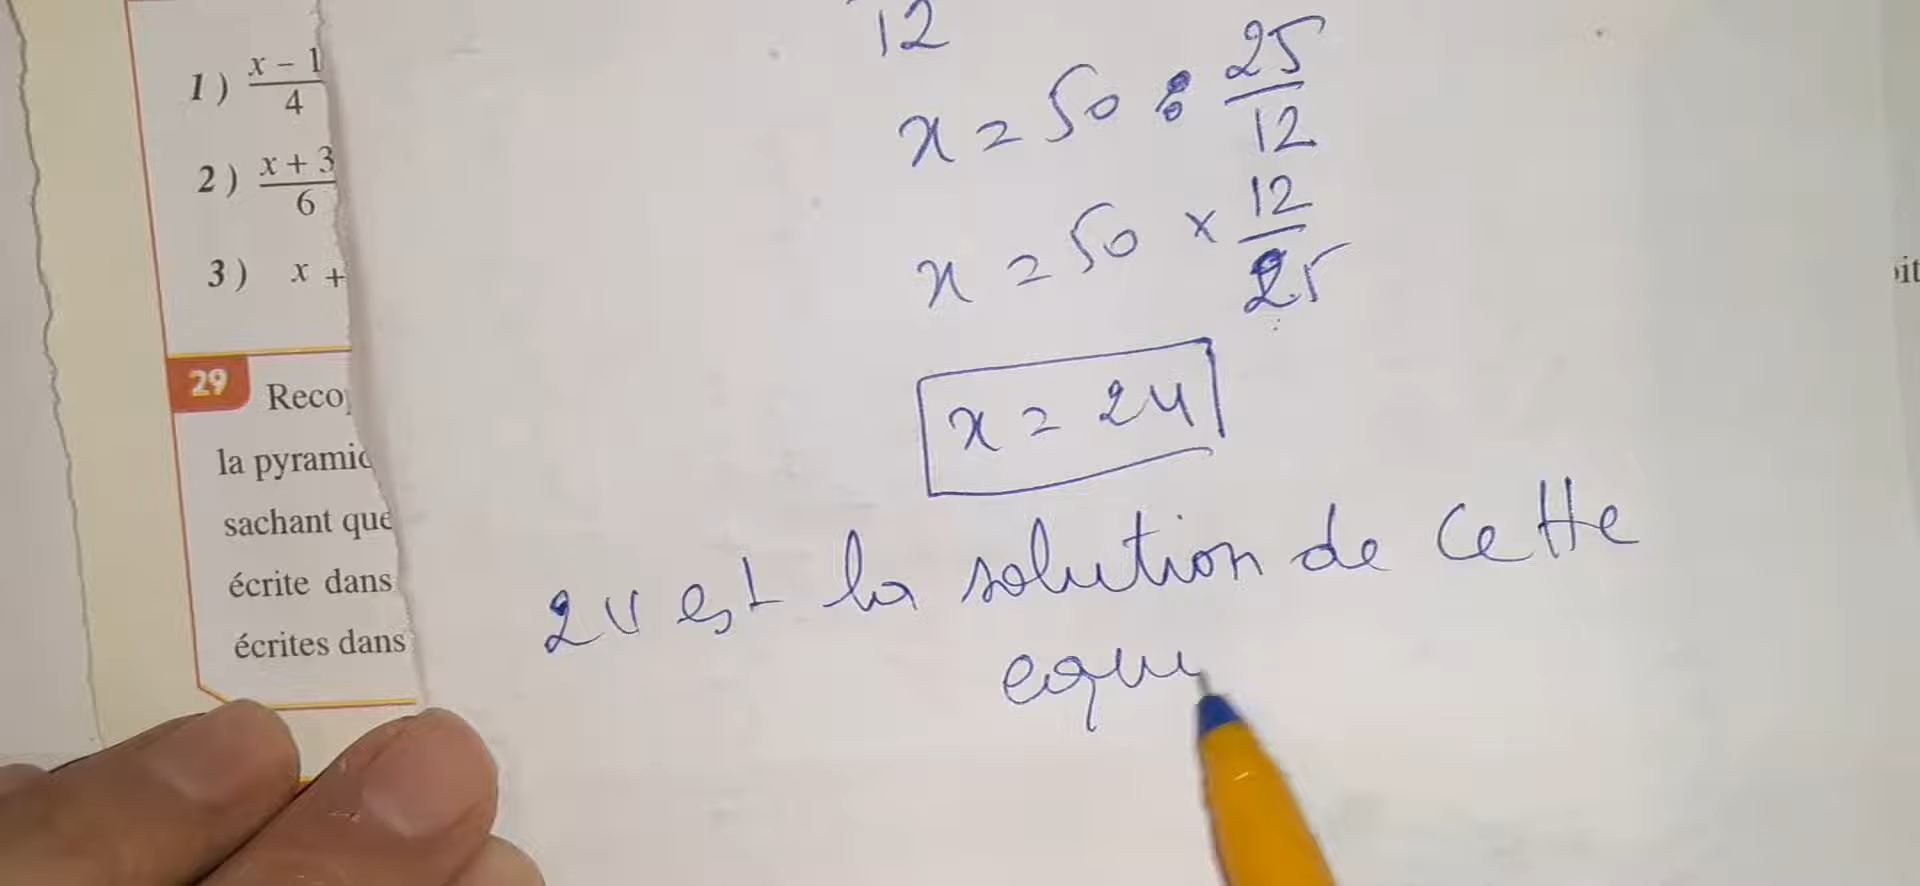 1) x – 1
4
2) x + 3
6
3) x +
29 Reco
la pyramid
sachant que
écrite dans
écrites dans
12
x = 50 : 25/12
x = 50 × 12/25
x = 24
24 est la solution de cette
equ
it